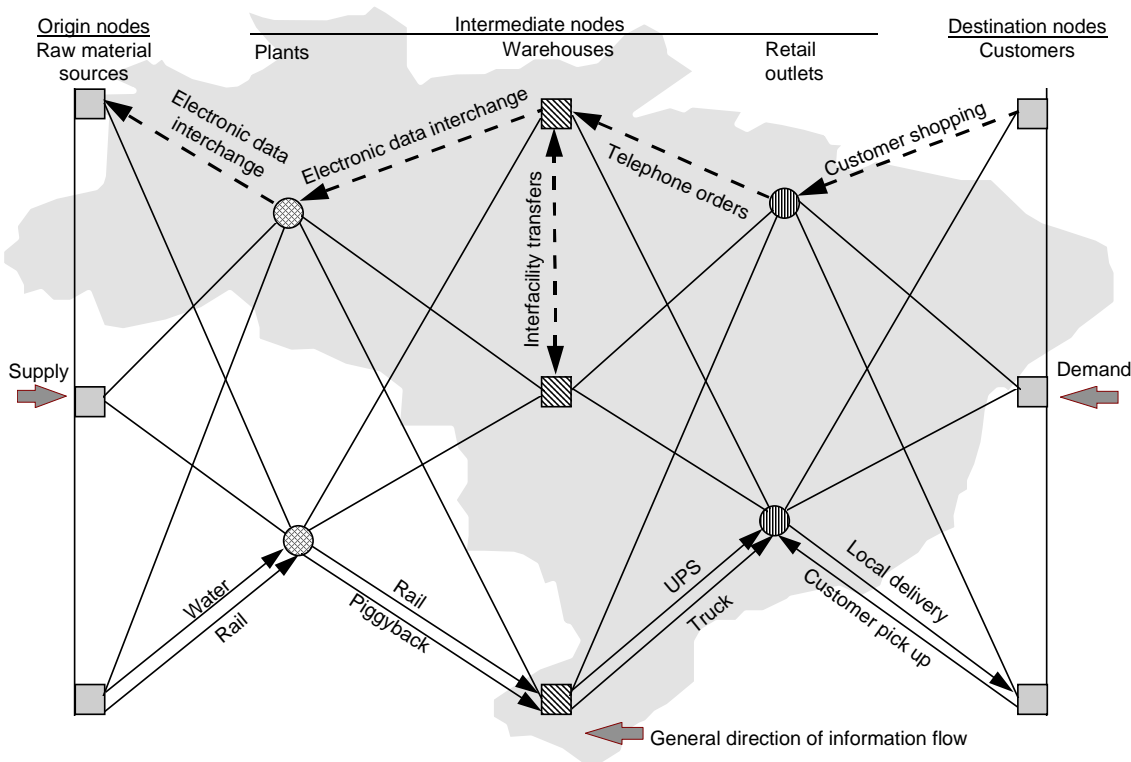 Origin nodes
Raw material
sources
Intermediate nodes
Plants
Warehouses
Retail
outlets
Destination nodes
Customers
Electronic data
interchange
Electronic data interchange
Telephone orders
Customer shopping
Interfacility transfers
Supply
Demand
Water
Rail
Rail
Piggyback
UPS
Truck
Local delivery
Customer pick up
General direction of information flow